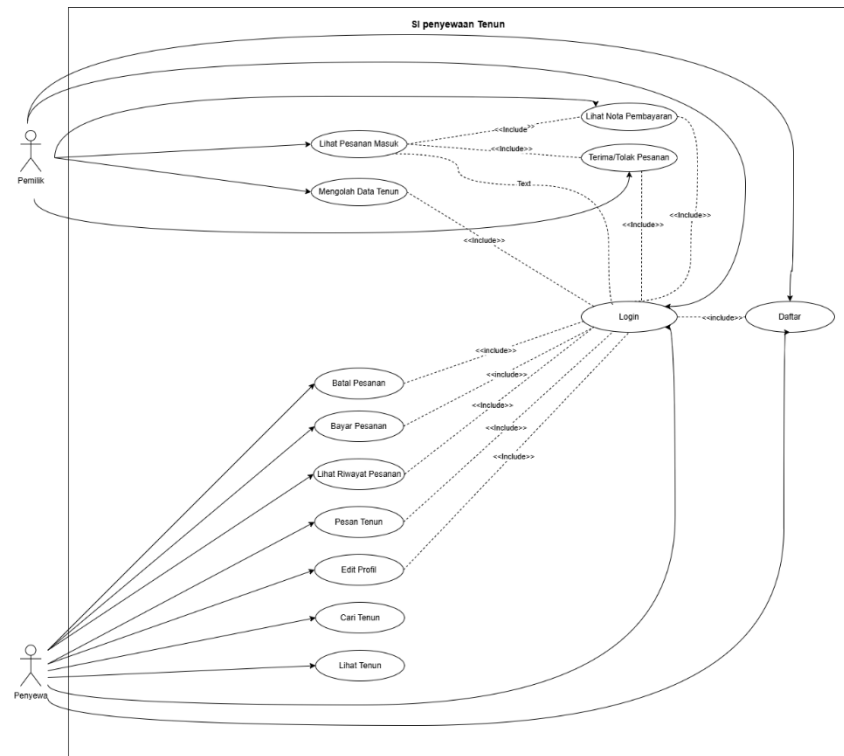 SI penyewaan Tenun
Lihat Nota Pembayaran
<<Include>>
Lihat Pesanan Masuk
<<Include>>
Terima/Tolak Pesanan
Pemilik
Text
Mengolah Data Tenun
<<Include>>
<<Include>>
<<Include>>
Login
<<include>>
Daftar
<<include>>
Batal Pesanan
<<include>>
Bayar Pesanan
<<Include>>
<<Include>>
<<Include>>
Lihat Riwayat Pesanan
Pesan Tenun
Edit Profil
Cari Tenun
Lihat Tenun
Penyewa